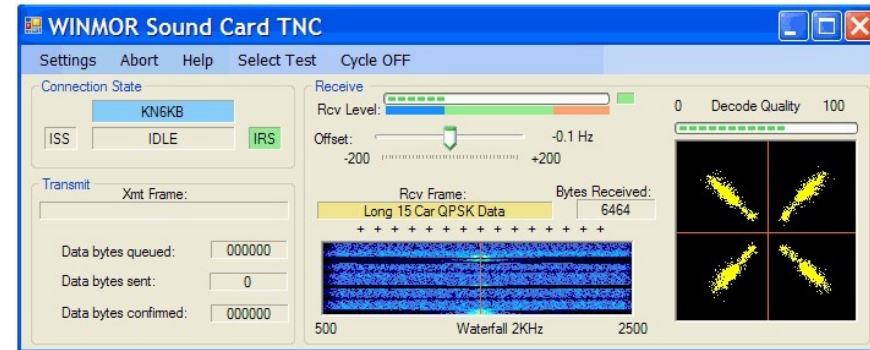 WINMOR Sound Card TNC
Settings Abort Help Select Test Cycle OFF
Connection State
KN6KB
ISS IDLE IRS
Transmit
Xmt Frame:
Data bytes queued: 000000
Data bytes sent: 0
Data bytes confirmed: 000000
Receive
Rcv Level:
Offset: -0.1 Hz
-200 +200
Rcv Frame: Bytes Received:
Long 15 Car QPSK Data 6464
+ + + + + + + + + + + + + + +
500 Waterfall 2KHz 2500
0 Decode Quality 100